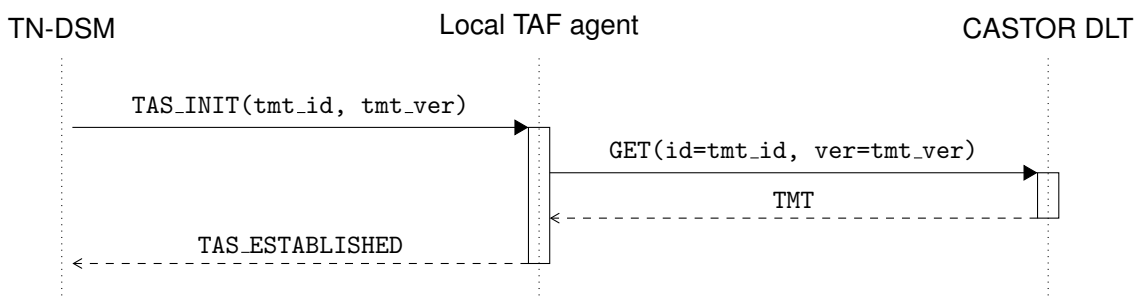 TN-DSM
Local TAF agent
CASTOR DLT
TAS_INIT(tmt_id, tmt_ver)
GET(id=tmt_id, ver=tmt_ver)
TMT
TAS_ESTABLISHED